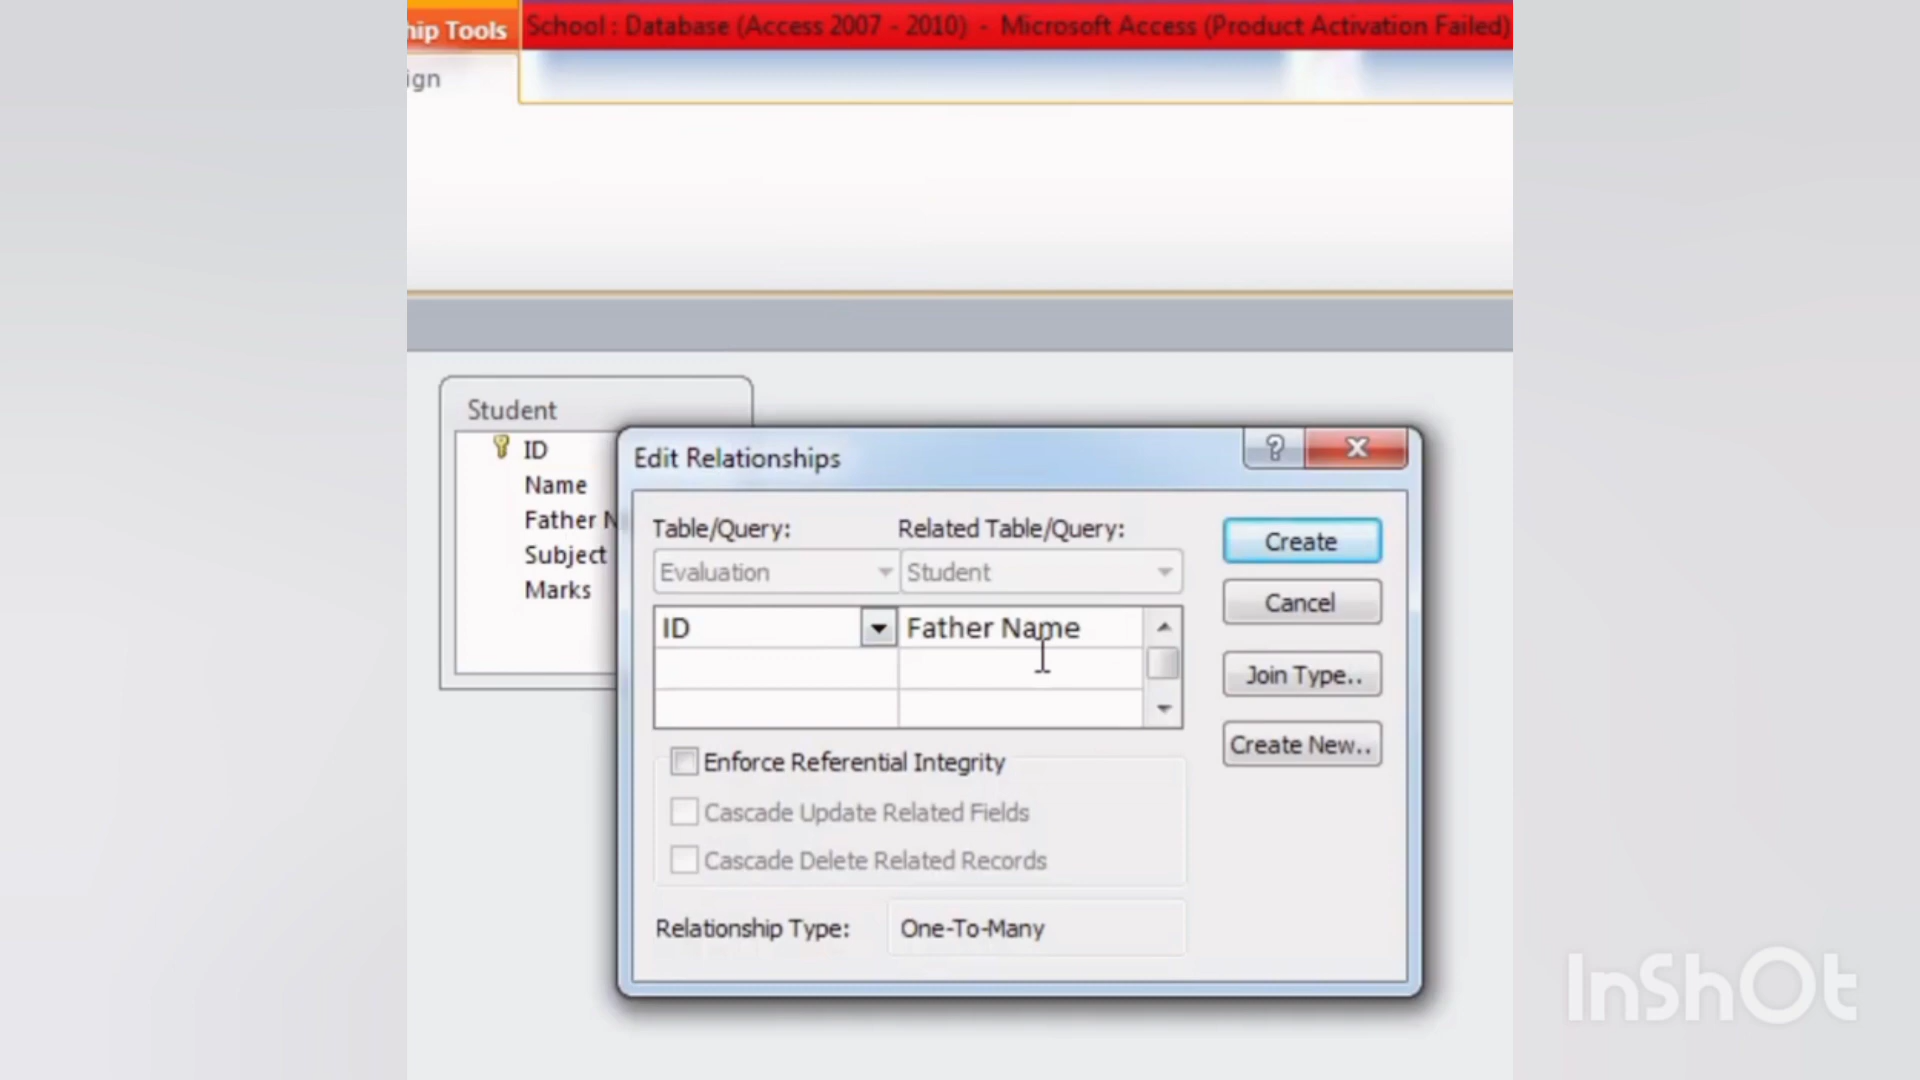 hip Tools School : Database (Access 2007 - 2010) - Microsoft Access (Product Activation Failed)
ign
Student
ID
Name
Father N
Subject
Marks
Edit Relationships
Table/Query: Related Table/Query:
Evaluation Student
ID Father Name
Create
Cancel
Join Type..
Create New..
Enforce Referential Integrity
Cascade Update Related Fields
Cascade Delete Related Records
Relationship Type: One-To-Many
InShOt